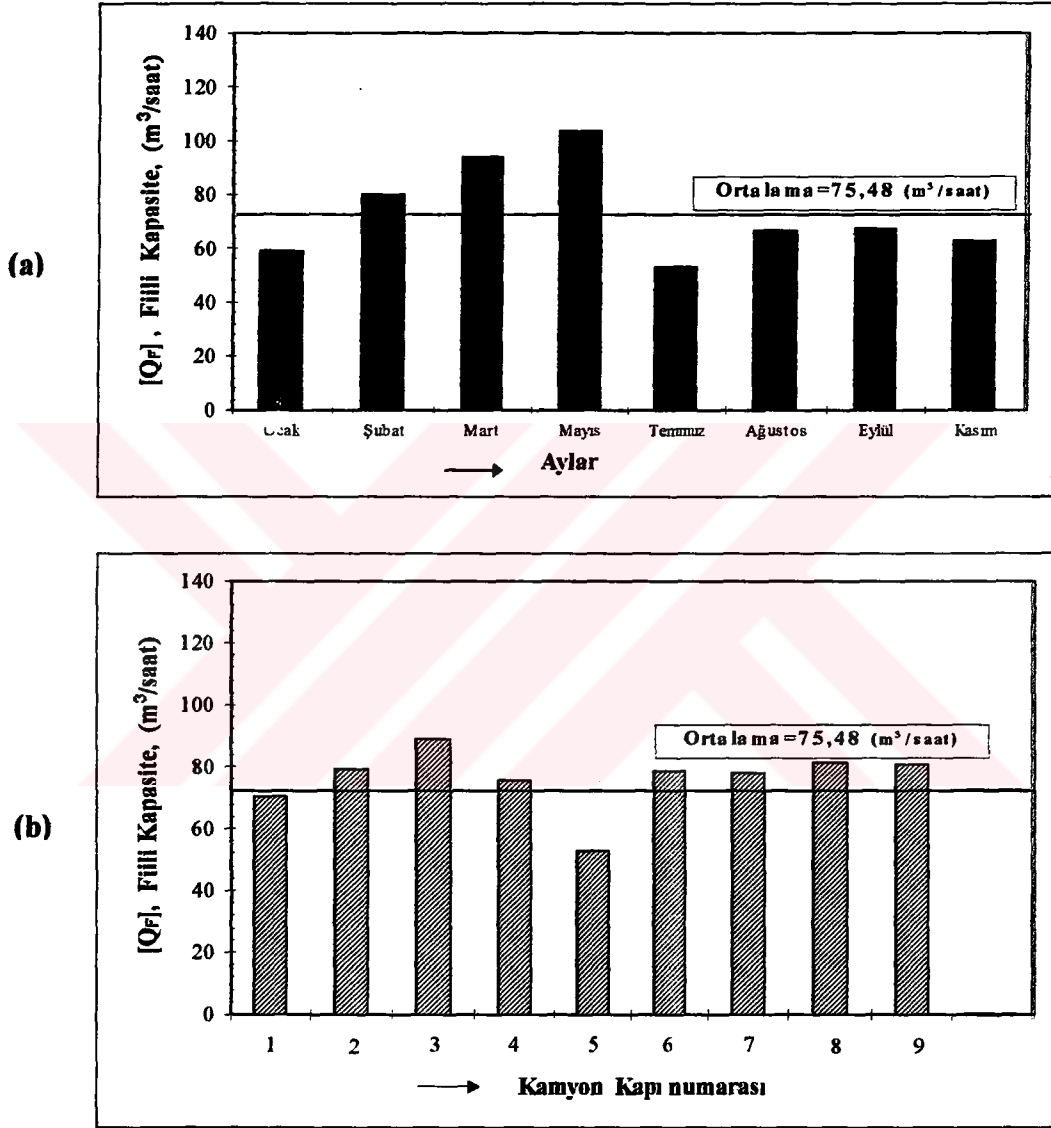 (a)
[QF] , Fiili Kapasite, (m³/saat)
140
120
100
80
60
40
20
0
Ortalama=75,48 (m³/saat)
Ocak Şubat Mart Mayıs Temmuz Ağustos Eylül Kasım
Aylar
(b)
[QF], Fiili Kapasite, (m³/saat)
140
120
100
80
60
40
20
0
Ortalama=75,48 (m³/saat)
1 2 3 4 5 6 7 8 9
Kamyon Kapı numarası